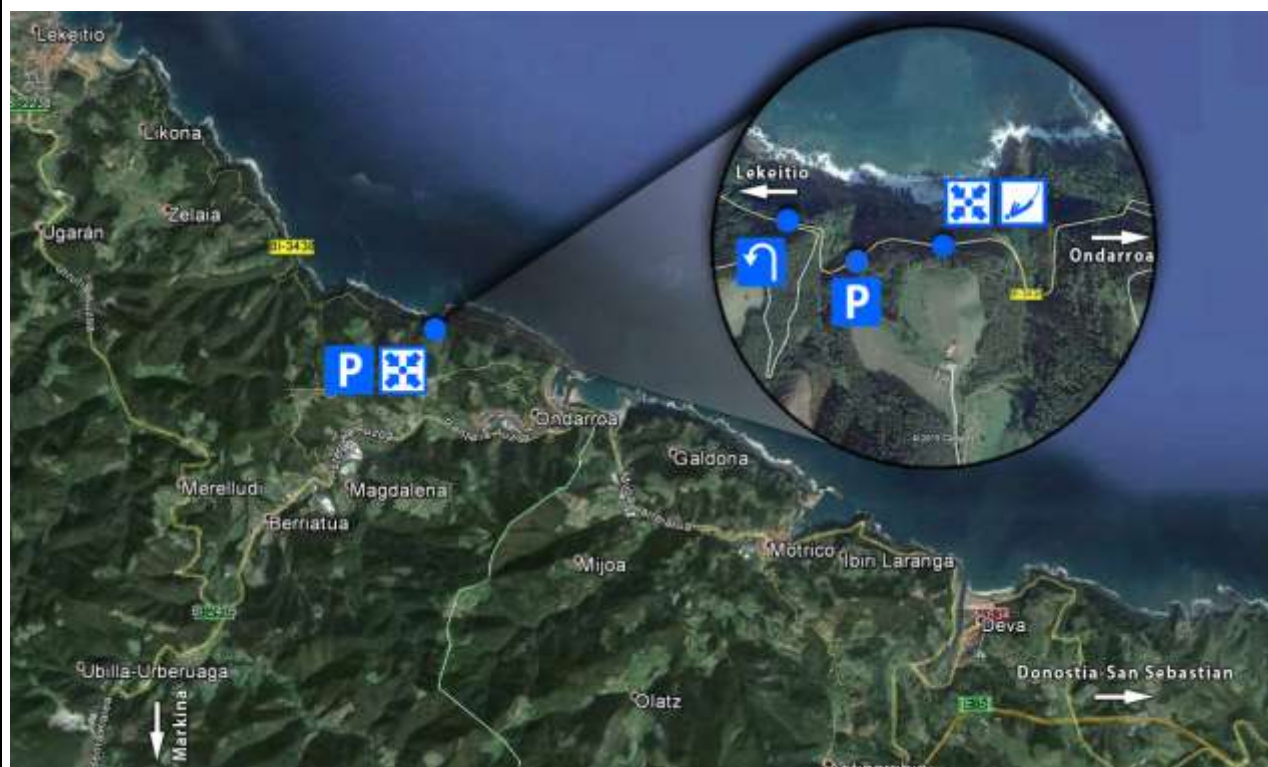 Lekeitio
Likona
Zelaia
Ugarán
BI-3438
Lekeitio
Ondarroa
P
P
Ondarroa
Galdona
Merelludi
Magdalena
Berriatua
Motrico
Ibiri Laranga
Mijoa
Deva
Ubilla-Urberuaga
Markina
Olatz
Donostia-San Sebastian